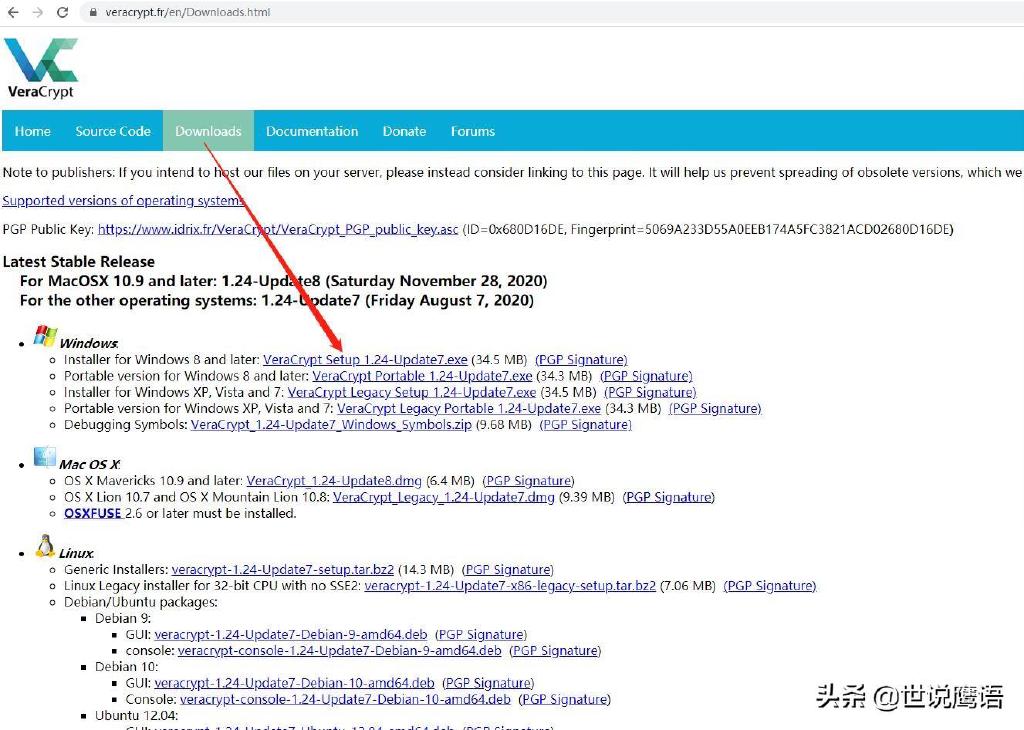 veracrypt.fr/en/Downloads.html
VeraCrypt
Home Source Code Downloads Documentation Donate Forums
Note to publishers: If you intend to host our files on your server, please instead consider linking to this page. It will help us prevent spreading of obsolete versions, which we
Supported versions of operating systems.
PGP Public Key: https://www.idrix.fr/VeraCrypt/VeraCrypt_PGP_public_key.asc (ID=0x680D16DE, Fingerprint=5069A233D55A0EEB174A5FC3821ACD02680D16DE)
Latest Stable Release
For MacOSX 10.9 and later: 1.24-Update8 (Saturday November 28, 2020)
For the other operating systems: 1.24-Update7 (Friday August 7, 2020)
Windows:
Installer for Windows 8 and later: VeraCrypt Setup 1.24-Update7.exe (34.5 MB) (PGP Signature)
Portable version for Windows 8 and later: VeraCrypt Portable 1.24-Update7.exe (34.3 MB) (PGP Signature)
Installer for Windows XP, Vista and 7: VeraCrypt Legacy Setup 1.24-Update7.exe (34.5 MB) (PGP Signature)
Portable version for Windows XP, Vista and 7: VeraCrypt Legacy Portable 1.24-Update7.exe (34.3 MB) (PGP Signature)
Debugging Symbols: VeraCrypt_1.24-Update7_Windows_Symbols.zip (9.68 MB) (PGP Signature)
Mac OS X:
OS X Mavericks 10.9 and later: VeraCrypt_1.24-Update8.dmg (6.4 MB) (PGP Signature)
OS X Lion 10.7 and OS X Mountain Lion 10.8: VeraCrypt_Legacy_1.24-Update7.dmg (9.39 MB) (PGP Signature)
OSXFUSE 2.6 or later must be installed.
Linux:
Generic Installers: veracrypt-1.24-Update7-setup.tar.bz2 (14.3 MB) (PGP Signature)
Linux Legacy installer for 32-bit CPU with no SSE2: veracrypt-1.24-Update7-x86-legacy-setup.tar.bz2 (7.06 MB) (PGP Signature)
Debian/Ubuntu packages:
Debian 9:
GUI: veracrypt-1.24-Update7-Debian-9-amd64.deb (PGP Signature)
console: veracrypt-console-1.24-Update7-Debian-9-amd64.deb (PGP Signature)
Debian 10:
GUI: veracrypt-1.24-Update7-Debian-10-amd64.deb (PGP Signature)
Console: veracrypt-console-1.24-Update7-Debian-10-amd64.deb (PGP Signature)
Ubuntu 12.04:
GUI: veracrypt-1.24-Update7-Ubuntu-12.04-amd64.deb (PGP Signature)
头条 @世说鹰语